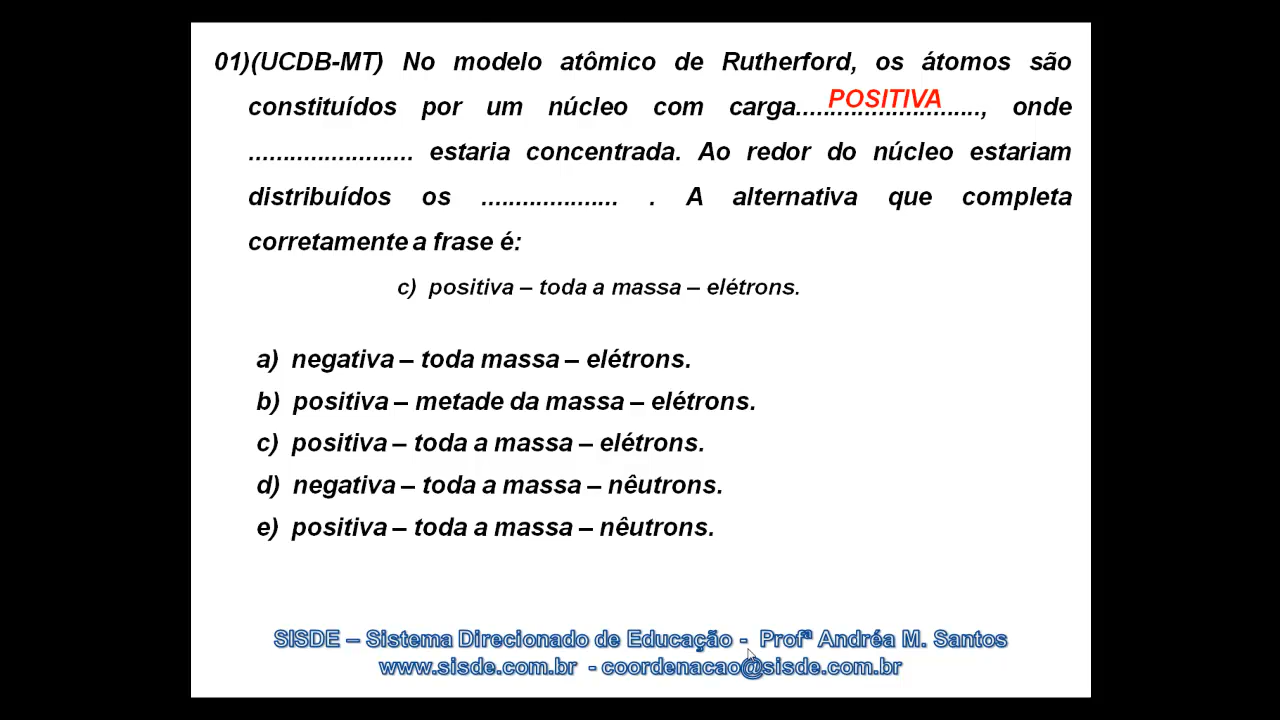 01)(UCDB-MT) No modelo atômico de Rutherford, os átomos são
constituídos por um núcleo com carga..........................., onde
POSITIVA
........................ estaria concentrada. Ao redor do núcleo estariam
distribuídos os .................... . A alternativa que completa
corretamente a frase é:
c) positiva – toda a massa – elétrons.
a) negativa – toda massa – elétrons.
b) positiva – metade da massa – elétrons.
c) positiva – toda a massa – elétrons.
d) negativa – toda a massa – nêutrons.
e) positiva – toda a massa – nêutrons.
SISDE – Sistema Direcionado de Educação - Profª Andréa M. Santos
www.sisde.com.br - coordenacao@sisde.com.br